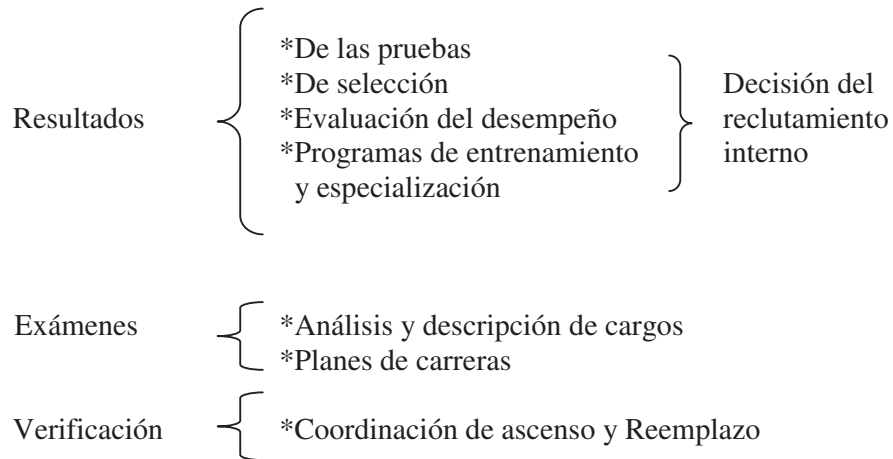 *De las pruebas
*De selección
Resultados
*Evaluación del desempeño
*Programas de entrenamiento
y especialización
Decisión del
reclutamiento
interno
Exámenes
*Análisis y descripción de cargos
*Planes de carreras
Verificación
*Coordinación de ascenso y Reemplazo